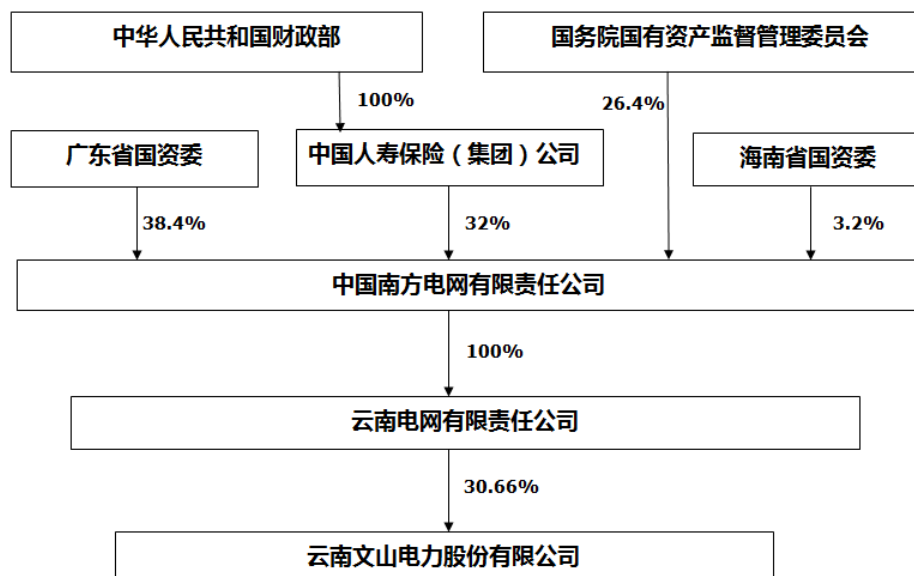 中华人民共和国财政部
国务院国有资产监督管理委员会
100%
26.4%
广东省国资委
中国人寿保险（集团）公司
海南省国资委
38.4%
32%
3.2%
中国南方电网有限责任公司
100%
云南电网有限责任公司
30.66%
云南文山电力股份有限公司